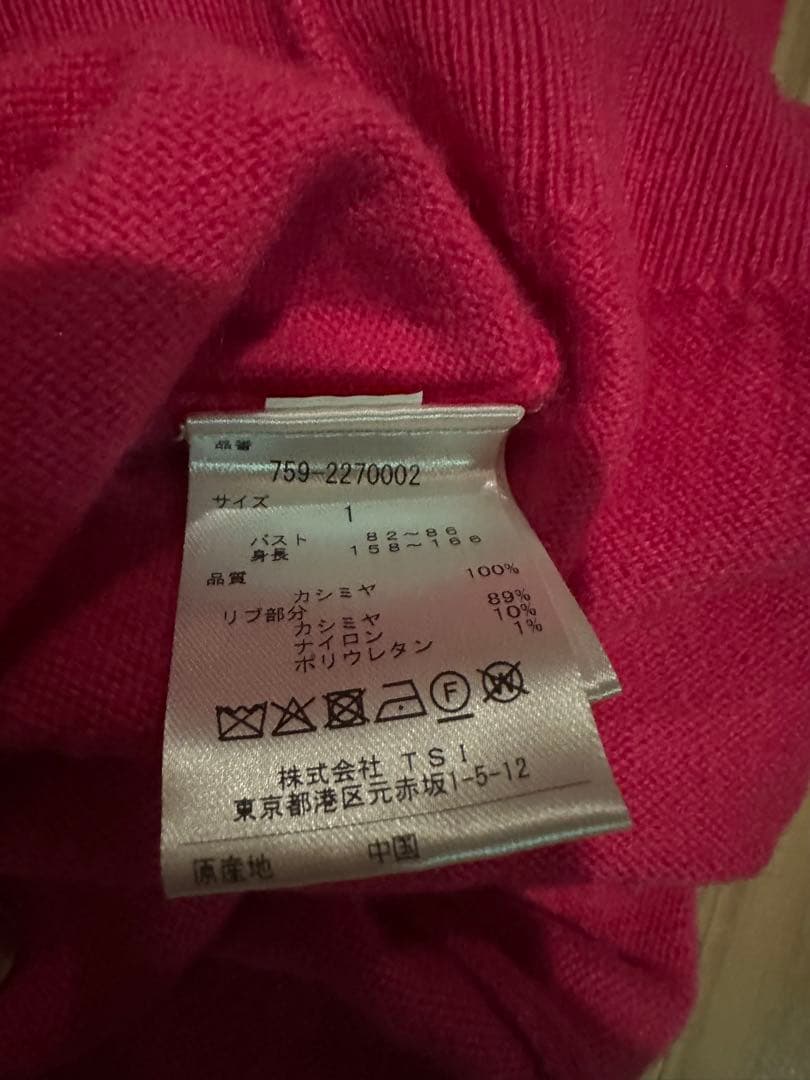 品番
759-2270002
サイズ
1
バスト 82～86
身長 158～166
品質
カシミヤ 100%
リブ部分
カシミヤ 89%
ナイロン 10%
ポリウレタン 1%
F W
株式会社 TSI
東京都港区元赤坂1-5-12
原産地 中国